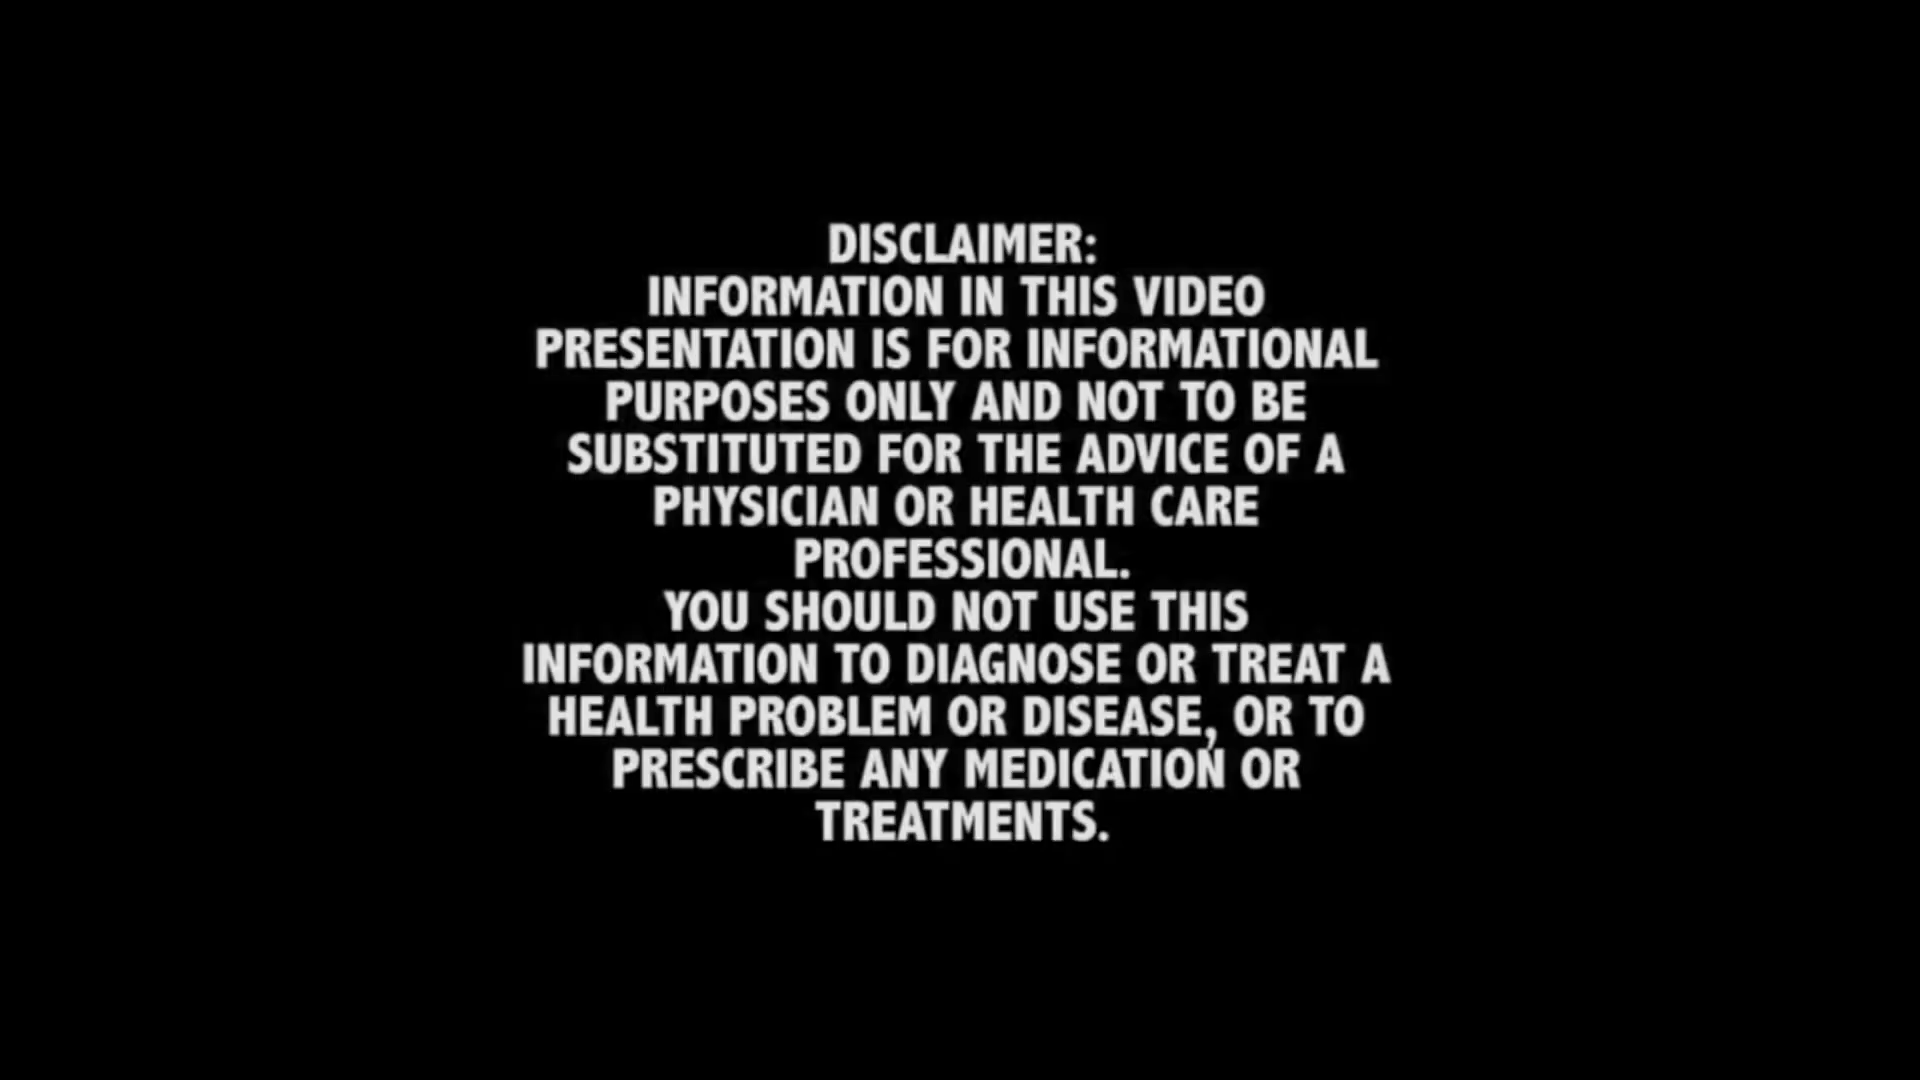 DISCLAIMER:
INFORMATION IN THIS VIDEO
PRESENTATION IS FOR INFORMATIONAL
PURPOSES ONLY AND NOT TO BE
SUBSTITUTED FOR THE ADVICE OF A
PHYSICIAN OR HEALTH CARE
PROFESSIONAL.
YOU SHOULD NOT USE THIS
INFORMATION TO DIAGNOSE OR TREAT A
HEALTH PROBLEM OR DISEASE, OR TO
PRESCRIBE ANY MEDICATION OR
TREATMENTS.